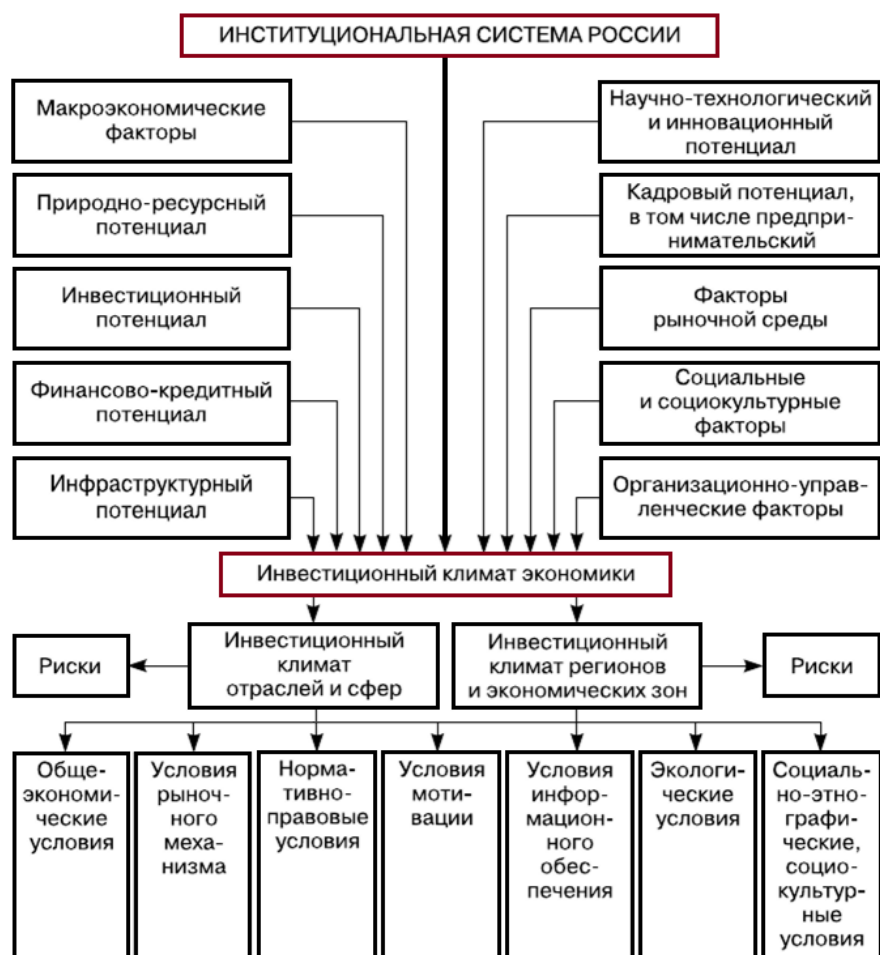 ИНСТИТУЦИОНАЛЬНАЯ СИСТЕМА РОССИИ
Макроэкономические
факторы
Научно-технологический
и инновационный
потенциал
Природно-ресурсный
потенциал
Кадровый потенциал,
в том числе предпри-
нимательский
Инвестиционный
потенциал
Факторы
рыночной среды
Финансово-кредитный
потенциал
Социальные
и социокультурные
факторы
Инфраструктурный
потенциал
Организационно-управ-
ленческие факторы
Инвестиционный климат экономики
Риски
Инвестиционный
климат
отраслей и сфер
Инвестиционный
климат регионов
и экономических зон
Риски
Обще-
экономи-
ческие
условия
Условия
рыноч-
ного
меха-
низма
Норма-
тивно-
правовые
условия
Условия
моти-
вации
Условия
инфор-
мацион-
ного
обес-
печения
Экологи-
ческие
условия
Социаль-
но-этно-
графи-
ческие,
социо-
культур-
ные
условия